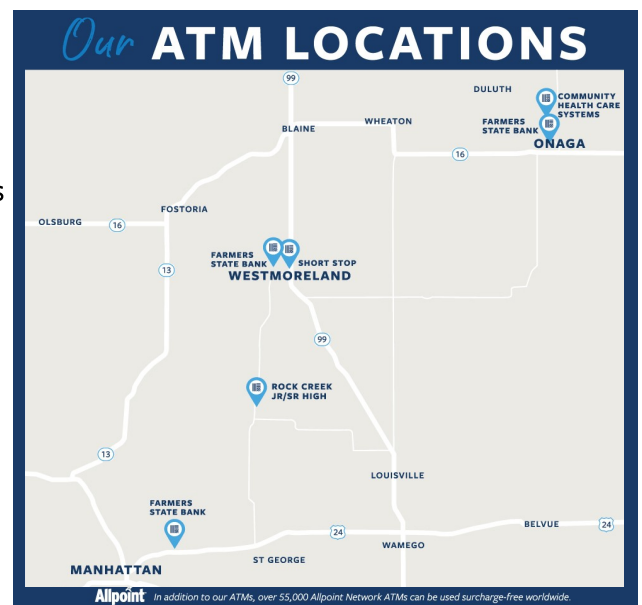 Our ATM LOCATIONS
99
DULUTH
COMMUNITY
HEALTH CARE
SYSTEMS
FARMERS
STATE BANK
ONAGA
BLAINE
WHEATON
16
S
FOSTORIA
OLSBURG
16
13
FARMERS
STATE BANK
SHORT STOP
WESTMORELAND
99
ROCK CREEK
JR/SR HIGH
13
LOUISVILLE
FARMERS
STATE BANK
24
BELVUE
24
WAMEGO
ST GEORGE
MANHATTAN
Allpoint In addition to our ATMs, over 55,000 Allpoint Network ATMs can be used surcharge-free worldwide.